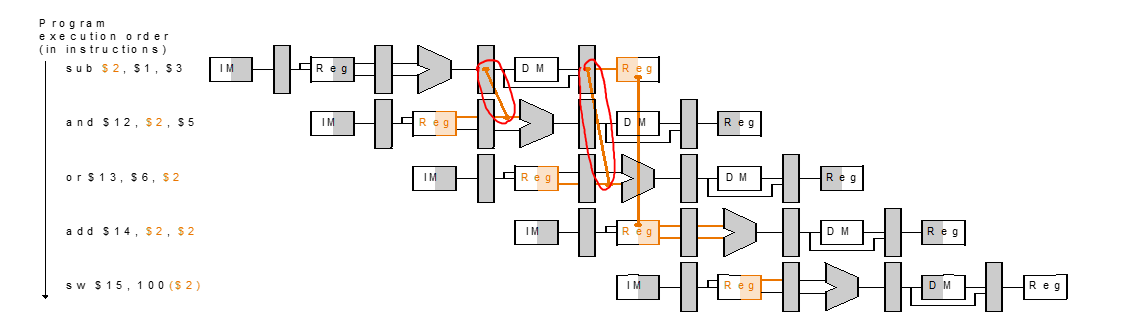 Program
execution order
(in instructions)
sub $2, $1, $3 IM Reg DM Reg
and $12, $2, $5 IM Reg DM Reg
or $13, $6, $2 IM Reg DM Reg
add $14, $2, $2 IM Reg DM Reg
sw $15, 100($2) IM Reg DM Reg